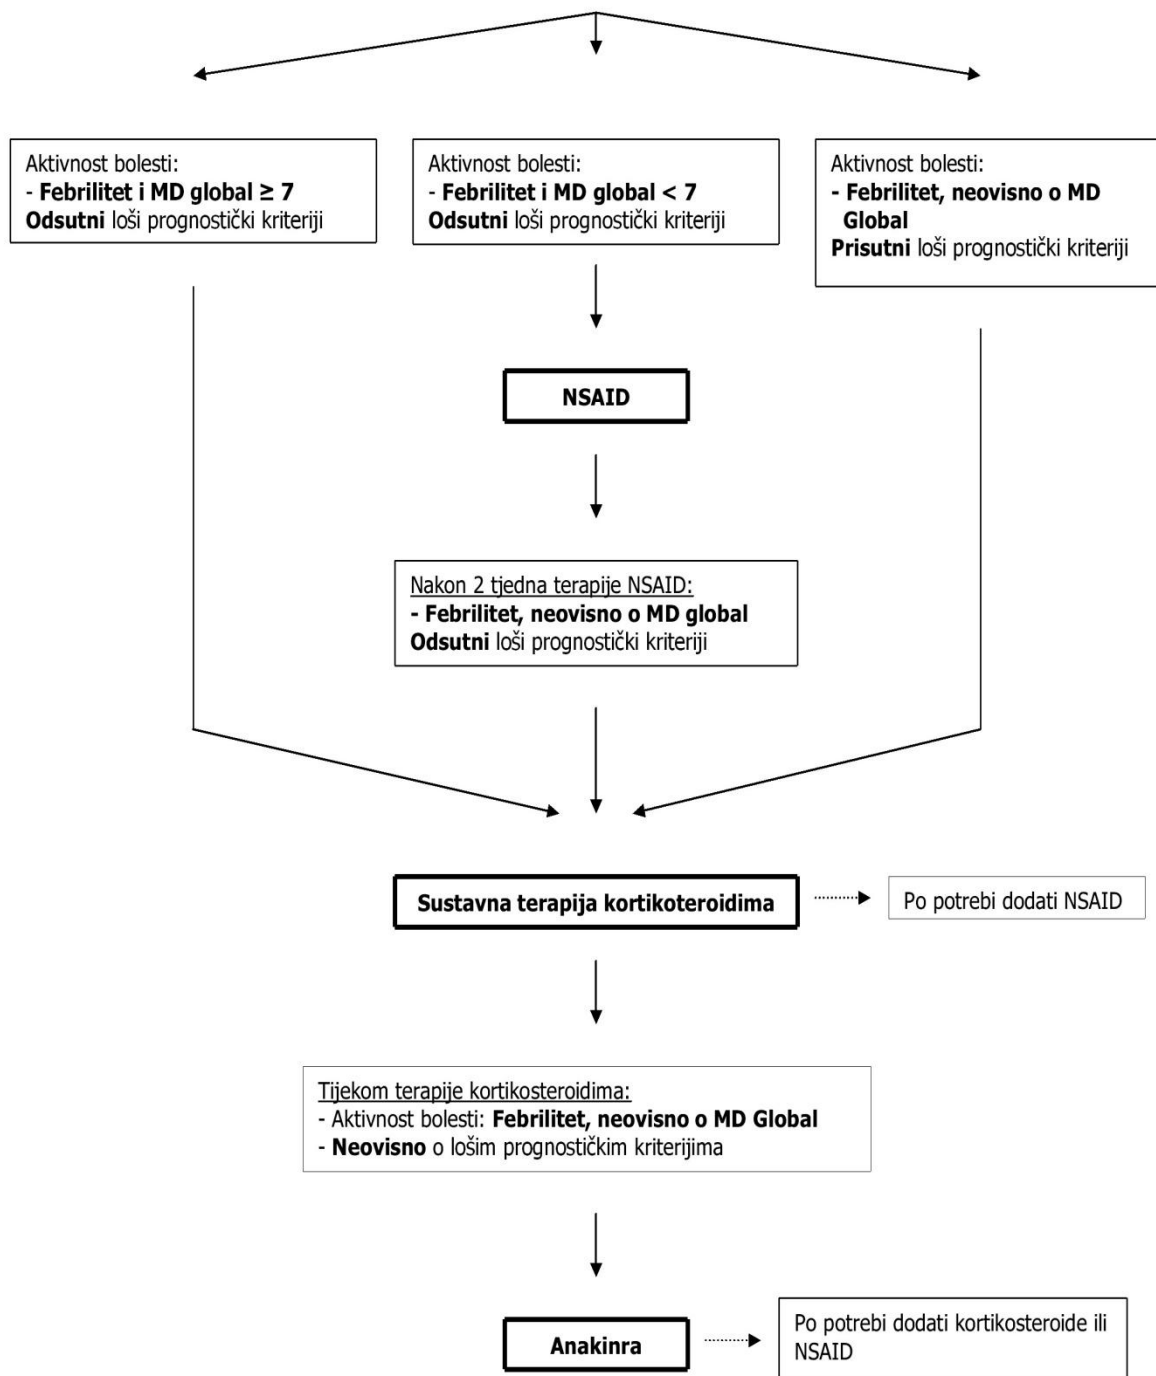 Aktivnost bolesti:
- Febrilitet i MD global ≥ 7
Odsutni loši prognostički kriteriji
Aktivnost bolesti:
- Febrilitet i MD global < 7
Odsutni loši prognostički kriteriji
Aktivnost bolesti:
- Febrilitet, neovisno o MD
Global
Prisutni loši prognostički kriteriji
NSAID
Nakon 2 tjedna terapije NSAID:
- Febrilitet, neovisno o MD global
Odsutni loši prognostički kriteriji
Sustavna terapija kortikoteroidima
Po potrebi dodati NSAID
Tijekom terapije kortikosteroidima:
- Aktivnost bolesti: Febrilitet, neovisno o MD Global
- Neovisno o lošim prognostičkim kriterijima
Anakinra
Po potrebi dodati kortikosteroide ili
NSAID